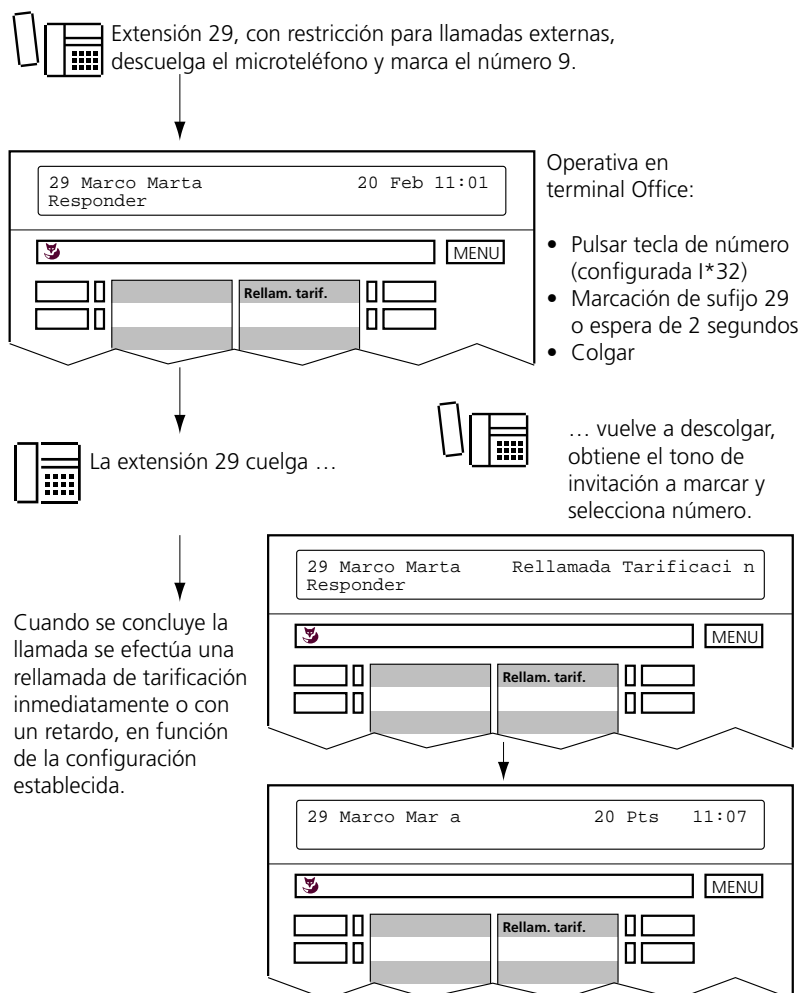 Extensión 29, con restricción para llamadas externas,
descuelga el microteléfono y marca el número 9.
29 Marco Marta 20 Feb 11:01
Responder
MENU
Rellam. tarif.
Operativa en
terminal Office:
• Pulsar tecla de número
(configurada I*32)
• Marcación de sufijo 29
o espera de 2 segundos
• Colgar
La extensión 29 cuelga …
… vuelve a descolgar,
obtiene el tono de
invitación a marcar y
selecciona número.
29 Marco Marta Rellamada Tarificaci n
Responder
MENU
Rellam. tarif.
Cuando se concluye la
llamada se efectúa una
rellamada de tarificación
inmediatamente o con
un retardo, en función
de la configuración
establecida.
29 Marco Mar a 20 Pts 11:07
MENU
Rellam. tarif.